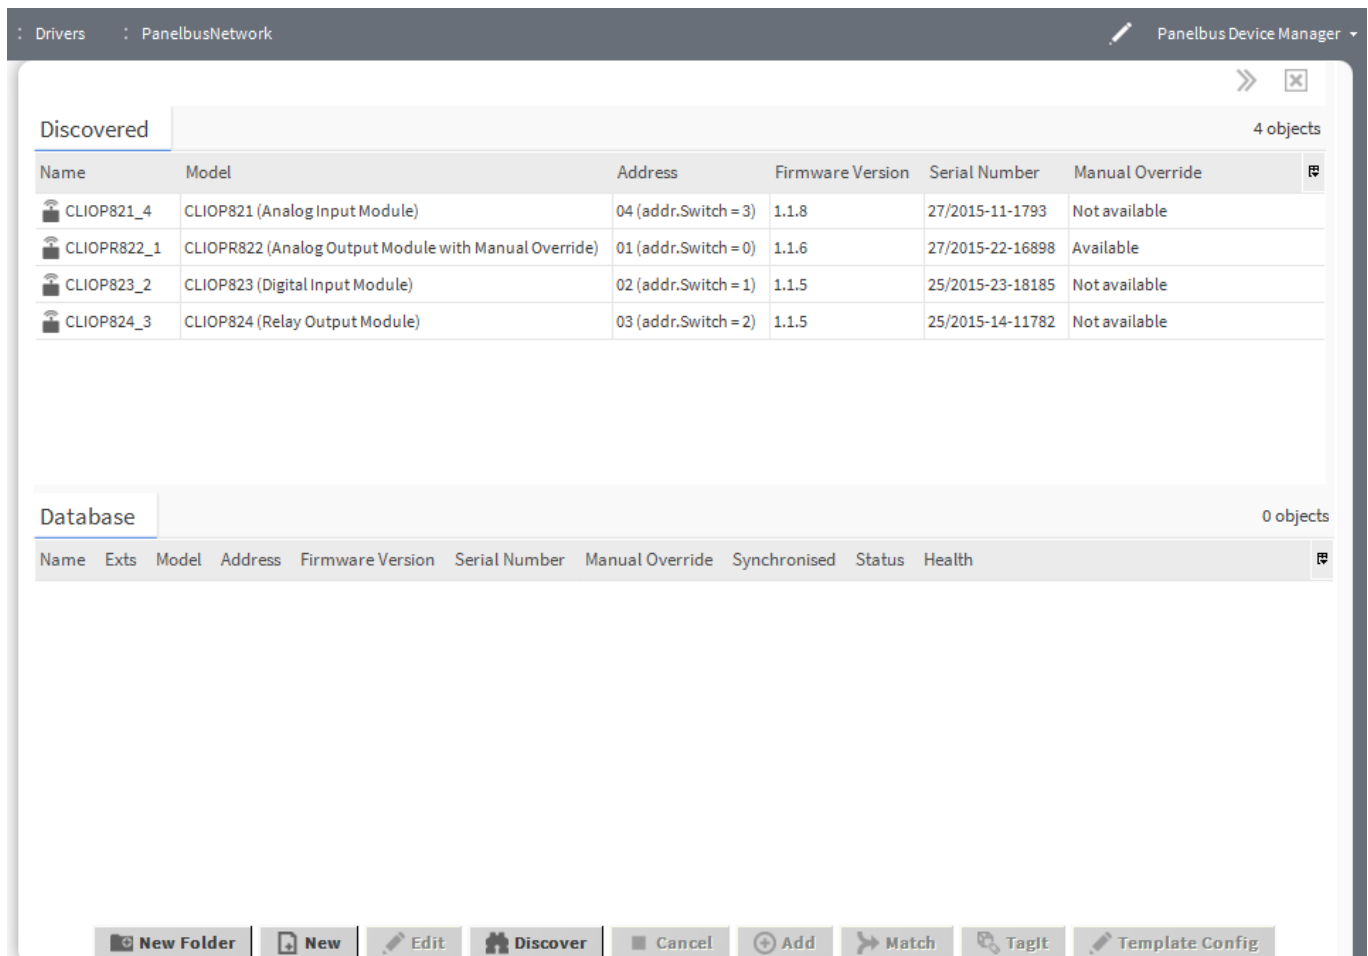 : Drivers : PanelbusNetwork Panelbus Device Manager
Discovered 4 objects
Name Model Address Firmware Version Serial Number Manual Override
CLIOP821_4 CLIOP821 (Analog Input Module) 04 (addr.Switch = 3) 1.1.8 27/2015-11-1793 Not available
CLIOPR822_1 CLIOPR822 (Analog Output Module with Manual Override) 01 (addr.Switch = 0) 1.1.6 27/2015-22-16898 Available
CLIOP823_2 CLIOP823 (Digital Input Module) 02 (addr.Switch = 1) 1.1.5 25/2015-23-18185 Not available
CLIOP824_3 CLIOP824 (Relay Output Module) 03 (addr.Switch = 2) 1.1.5 25/2015-14-11782 Not available
Database 0 objects
Name Exts Model Address Firmware Version Serial Number Manual Override Synchronised Status Health
New Folder New Edit Discover Cancel Add Match TagIt Template Config